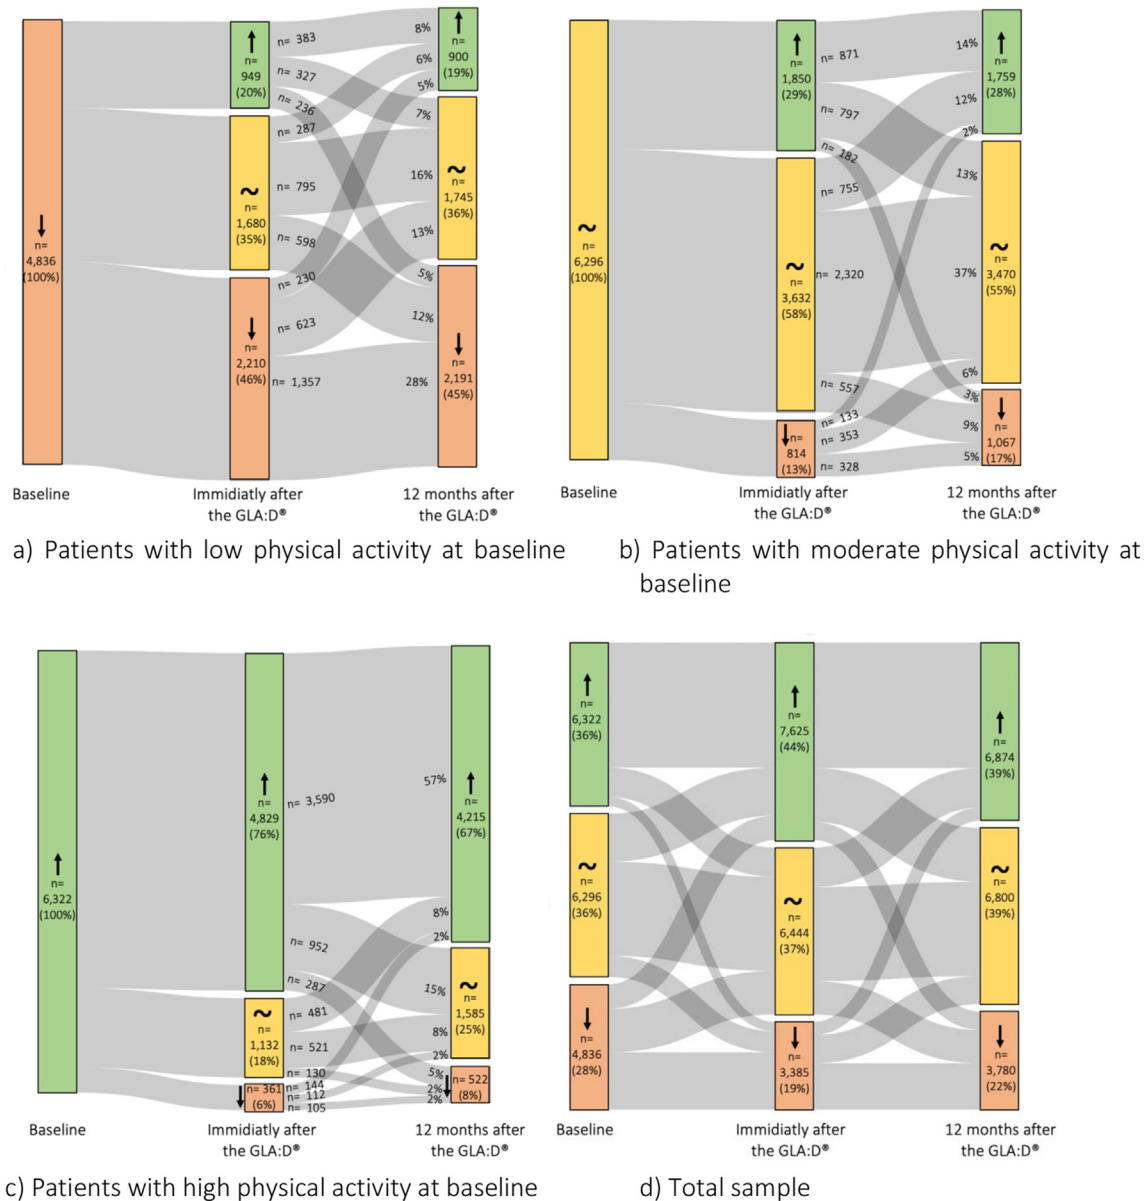 n=
4,836
(100%)
n=
949
(20%)
n=
1,680
(35%)
n=
2,210
(46%)
n= 383
n= 327
n= 236
n= 287
n= 795
n= 598
n= 230
n= 623
n= 1,357
8%
6%
5%
7%
16%
13%
5%
12%
28%
n=
900
(19%)
~
n=
1,745
(36%)
n=
2,191
(45%)
Baseline
Immidiatly after
the GLA:D®
12 months after
the GLA:D®
a) Patients with low physical activity at baseline
~
n=
6,296
(100%)
n=
1,850
(29%)
~
n=
3,632
(58%)
n=
814
(13%)
n= 871
n= 797
n= 182
n= 755
n= 2,320
n= 557
n= 133
n= 353
n= 328
14%
12%
2%
13%
37%
6%
3%
9%
5%
n=
1,759
(28%)
~
n=
3,470
(55%)
n=
1,067
(17%)
Baseline
Immidiatly after
the GLA:D®
12 months after
the GLA:D®
b) Patients with moderate physical activity at
baseline
n=
6,322
(100%)
n=
4,829
(76%)
~
n=
1,132
(18%)
n= 361
(6%)
n= 3,590
n= 952
n= 287
n= 481
n= 521
n= 130
n= 144
n= 112
n= 105
57%
8%
2%
15%
8%
2%
5%
2%
2%
n=
4,215
(67%)
~
n=
1,585
(25%)
n= 522
(8%)
Baseline
Immidiatly after
the GLA:D®
12 months after
the GLA:D®
c) Patients with high physical activity at baseline
n=
6,322
(36%)
~
n=
6,296
(36%)
n=
4,836
(28%)
n=
7,625
(44%)
~
n=
6,444
(37%)
n=
3,385
(19%)
n=
6,874
(39%)
~
n=
6,800
(39%)
n=
3,780
(22%)
Baseline
Immidiatly after
the GLA:D®
12 months after
the GLA:D®
d) Total sample